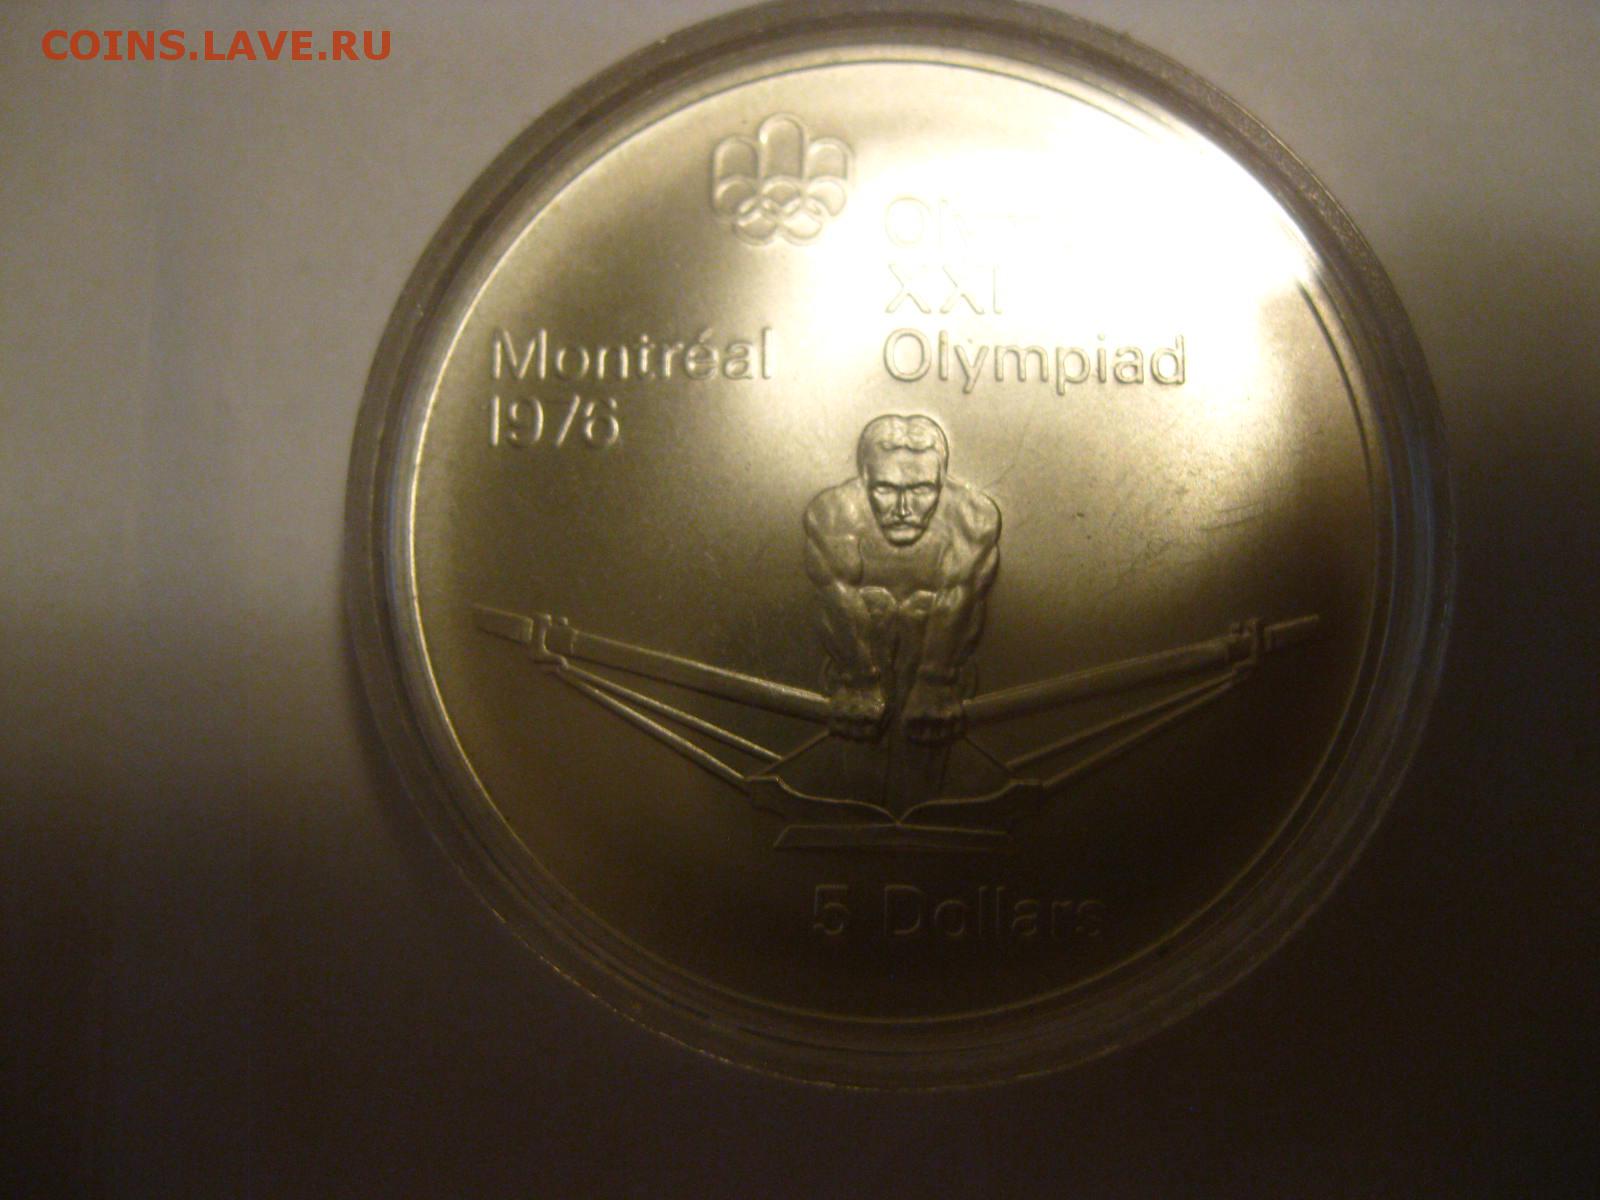 COINS.LAVE.RU
XXI
Olympiad
Montréal
1976
5 Dollars